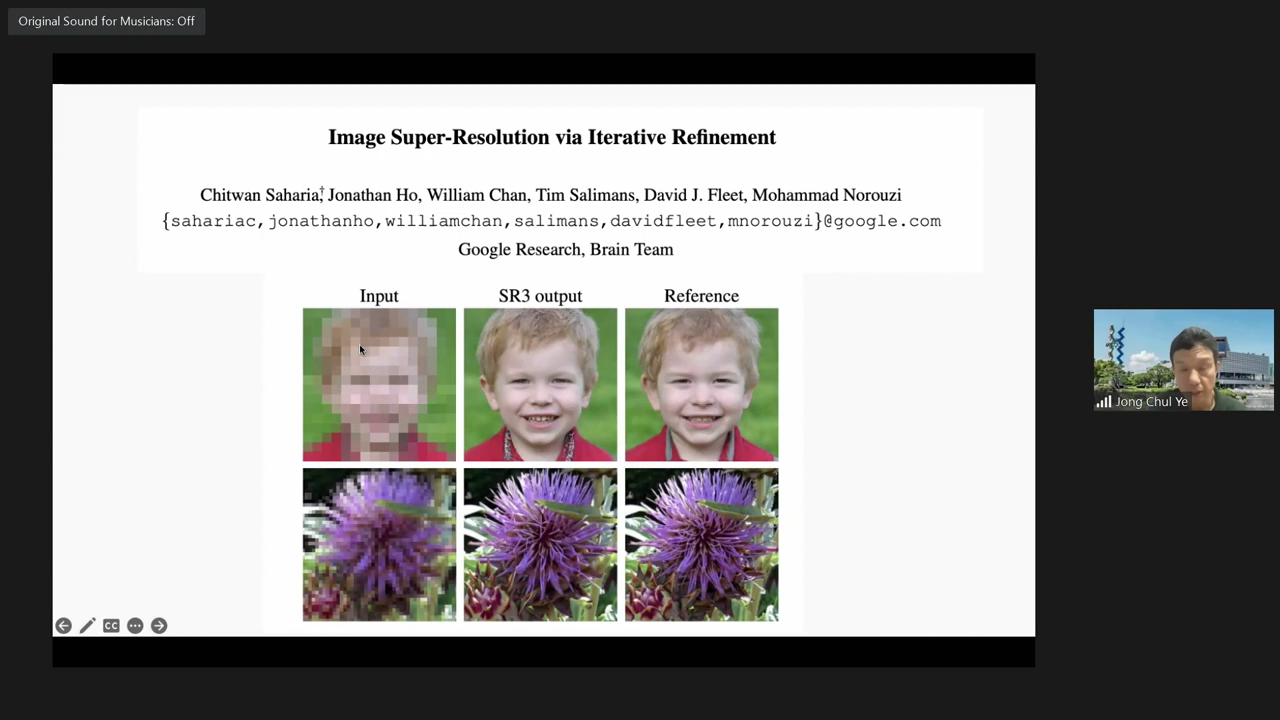 Original Sound for Musicians: Off
Image Super-Resolution via Iterative Refinement
Chitwan Saharia,† Jonathan Ho, William Chan, Tim Salimans, David J. Fleet, Mohammad Norouzi
{sahariac,jonathanho,williamchan,salimans,davidfleet,mnorouzi}@google.com
Google Research, Brain Team
Input SR3 output Reference
Jong Chul Ye
CC